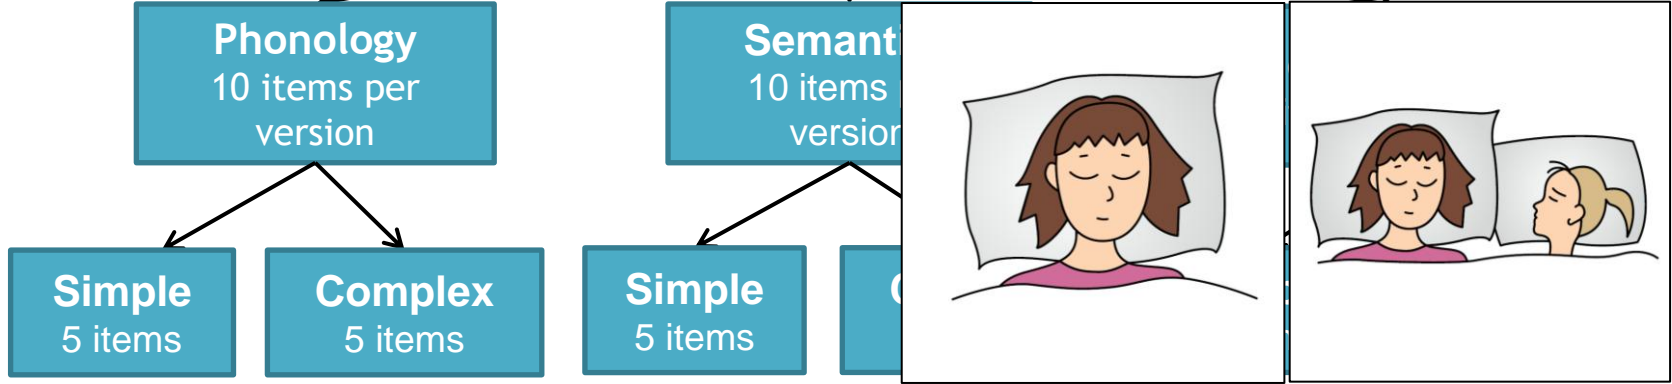 Phonology
10 items per
version
10 items
Simple
5 items
Complex
5 items
Simple
5 items